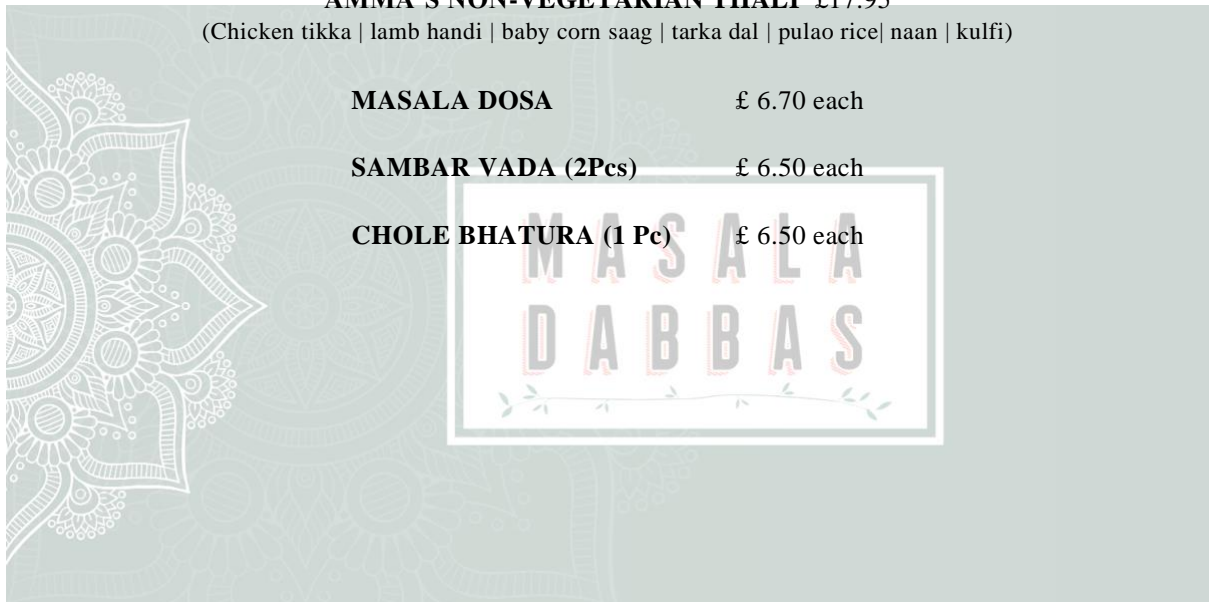 AMMA'S NON-VEGETARIAN THALI £17.95
(Chicken tikka | lamb handi | baby corn saag | tarka dal | pulao rice| naan | kulfi)
MASALA DOSA £ 6.70 each
SAMBAR VADA (2Pcs) £ 6.50 each
CHOLE BHATURA (1 Pc) £ 6.50 each
MASALA
DABBAS